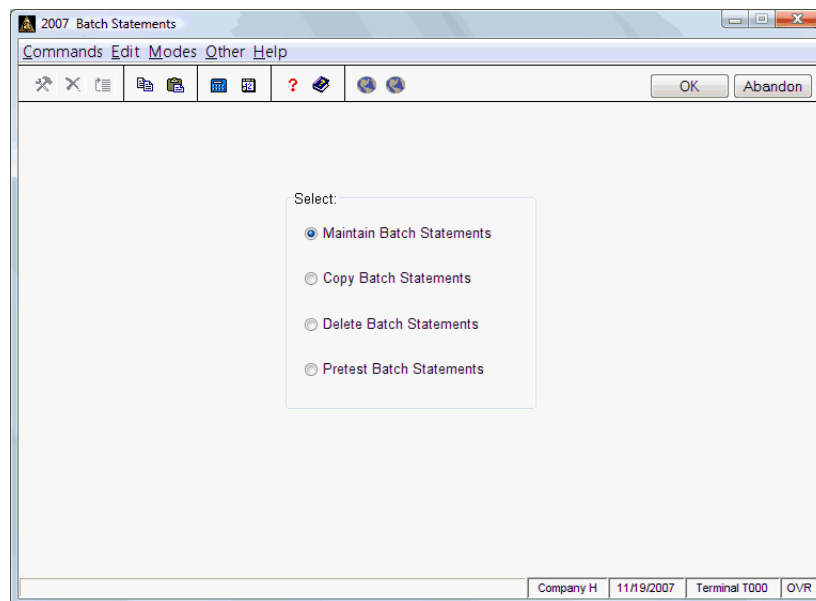 2007 Batch Statements
Commands Edit Modes Other Help
OK Abandon
Select:
Maintain Batch Statements
Copy Batch Statements
Delete Batch Statements
Pretest Batch Statements
Company H 11/19/2007 Terminal T000 OVR